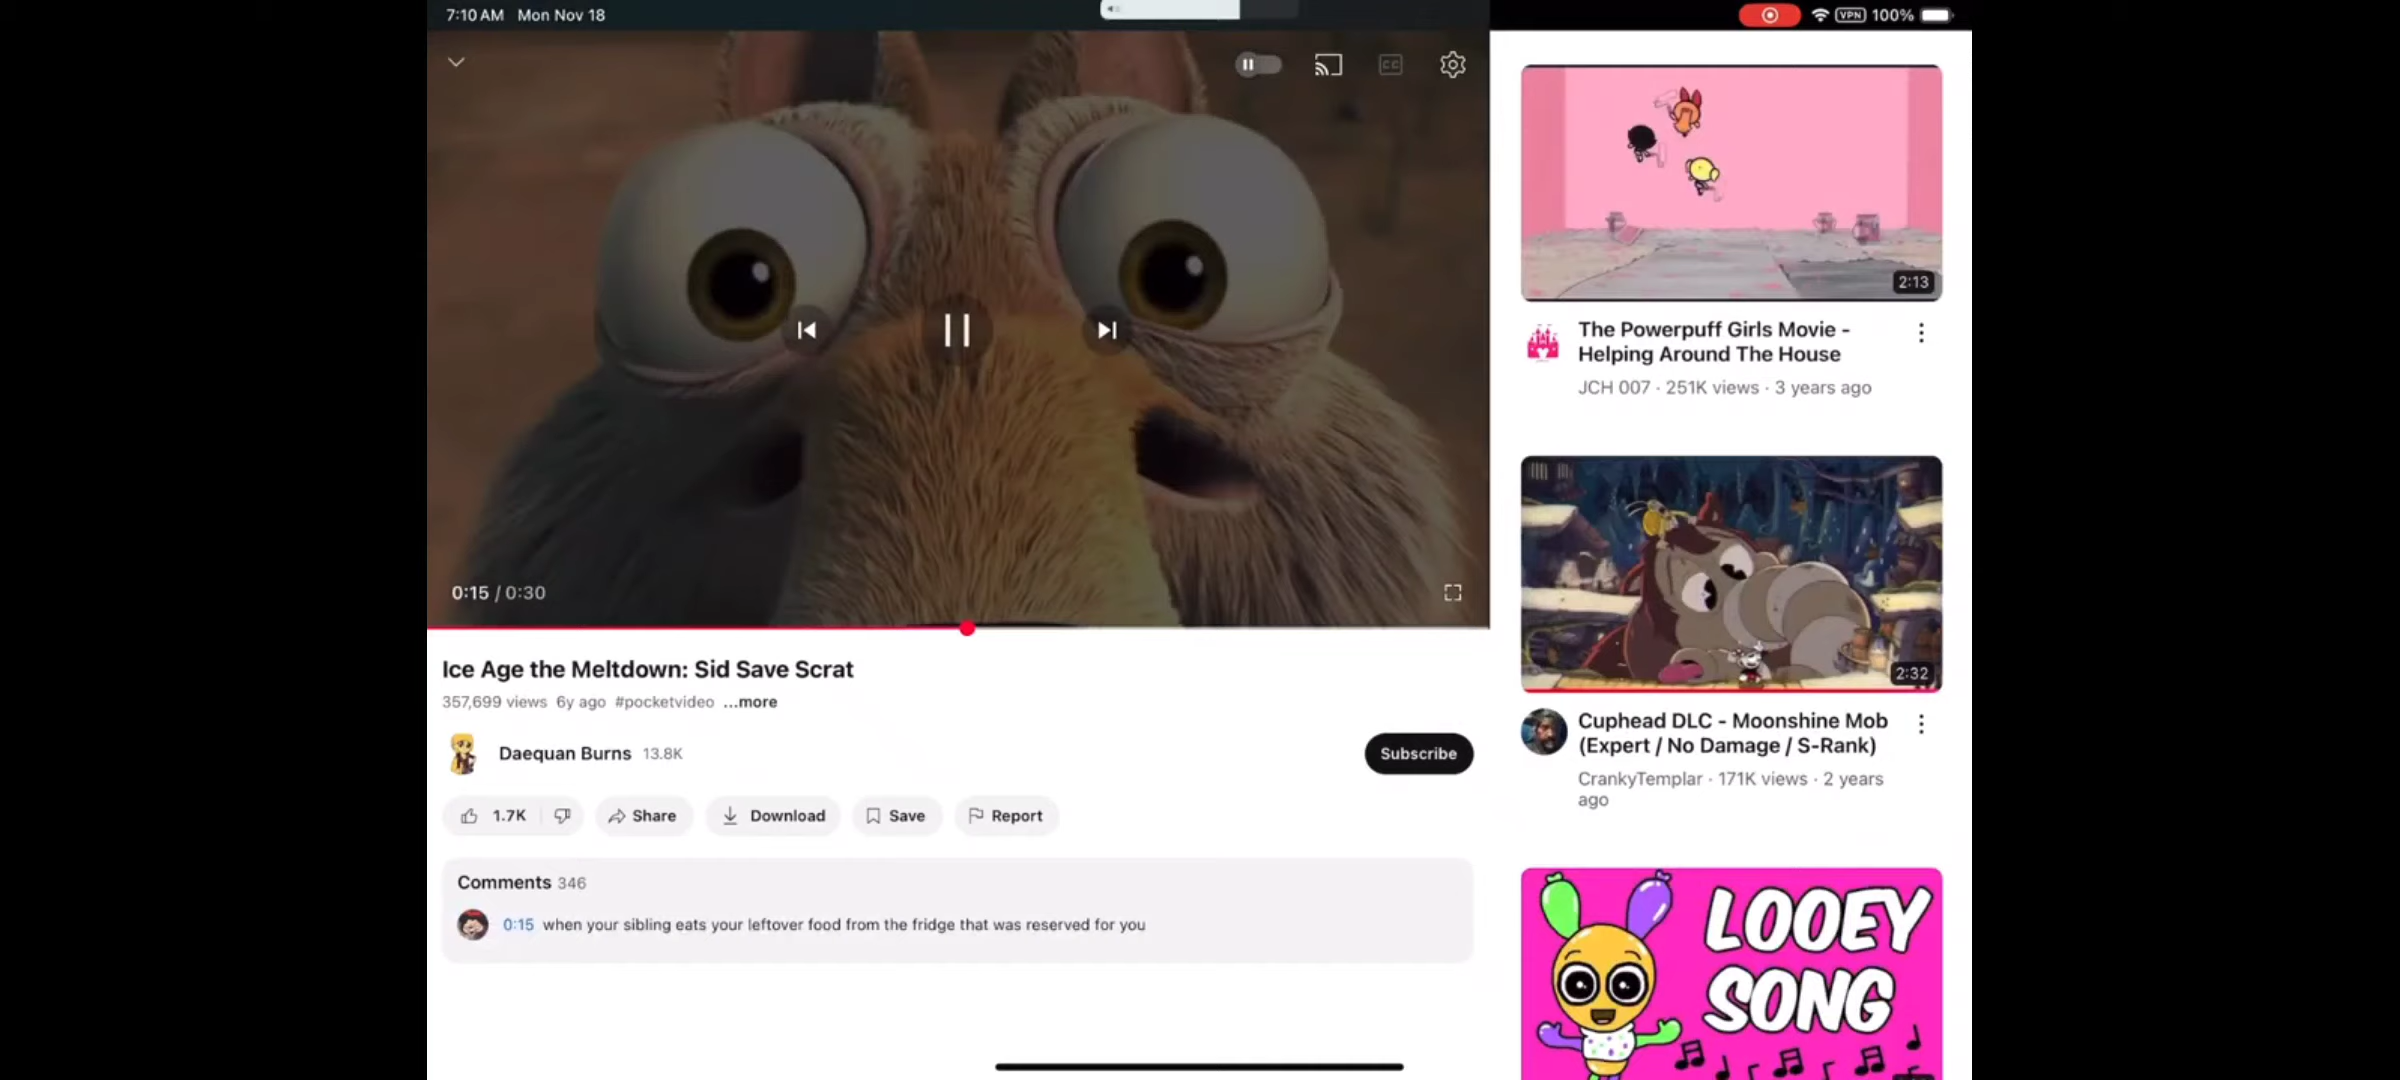 7:10 AM Mon Nov 18
VPN 100%
CC
0:15 / 0:30
Ice Age the Meltdown: Sid Save Scrat
357,699 views 6y ago #pocketvideo ...more
Daequan Burns 13.8K
Subscribe
1.7K
Share
Download
Save
Report
Comments 346
0:15 when your sibling eats your leftover food from the fridge that was reserved for you
2:13
The Powerpuff Girls Movie -
Helping Around The House
JCH 007 · 251K views · 3 years ago
2:32
Cuphead DLC - Moonshine Mob
(Expert / No Damage / S-Rank)
CrankyTemplar · 171K views · 2 years
ago
LOOEY
SONG